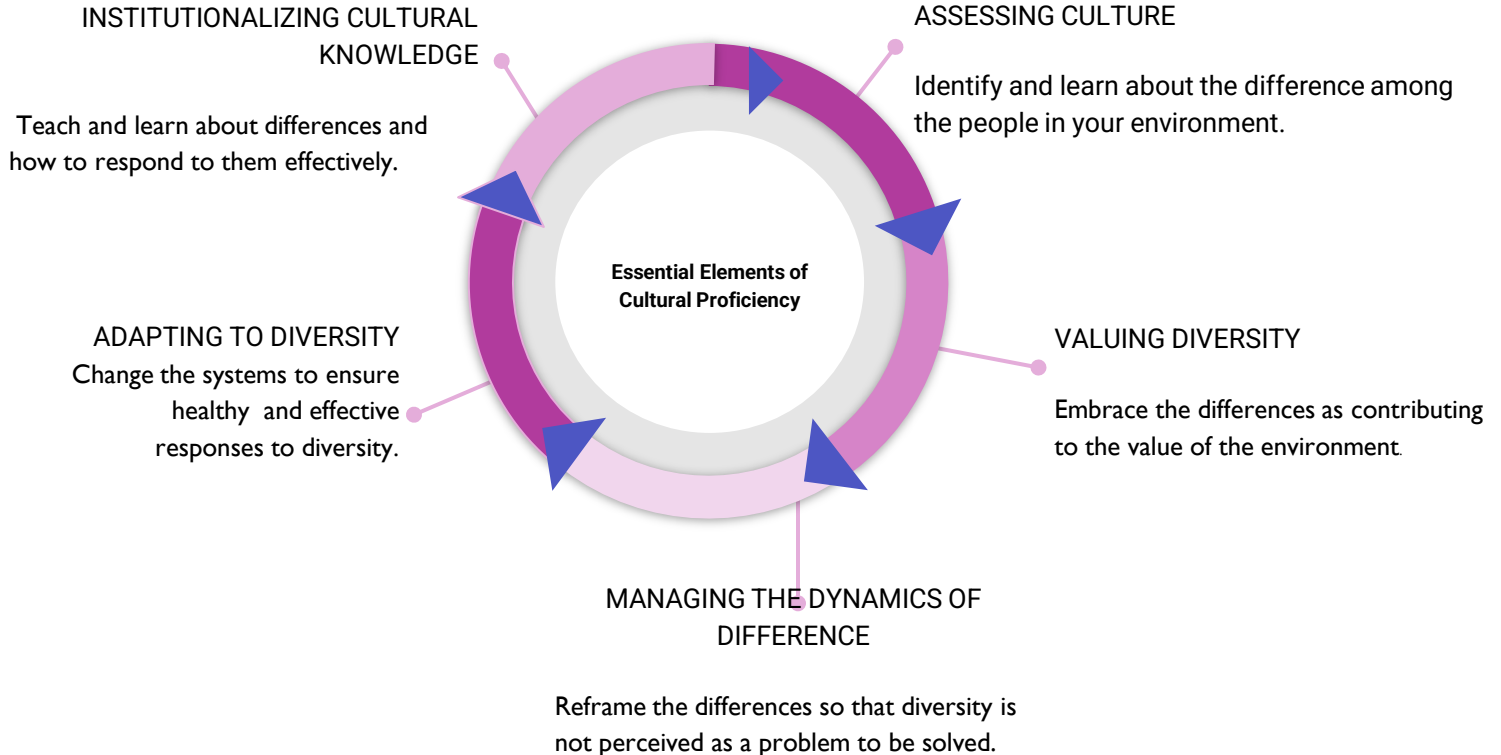 Essential Elements of
Cultural Proficiency
ASSESSING CULTURE
Identify and learn about the difference among
the people in your environment.
VALUING DIVERSITY
Embrace the differences as contributing
to the value of the environment.
MANAGING THE DYNAMICS OF
DIFFERENCE
Reframe the differences so that diversity is
not perceived as a problem to be solved.
ADAPTING TO DIVERSITY
Change the systems to ensure
healthy and effective
responses to diversity.
INSTITUTIONALIZING CULTURAL
KNOWLEDGE
Teach and learn about differences and
how to respond to them effectively.